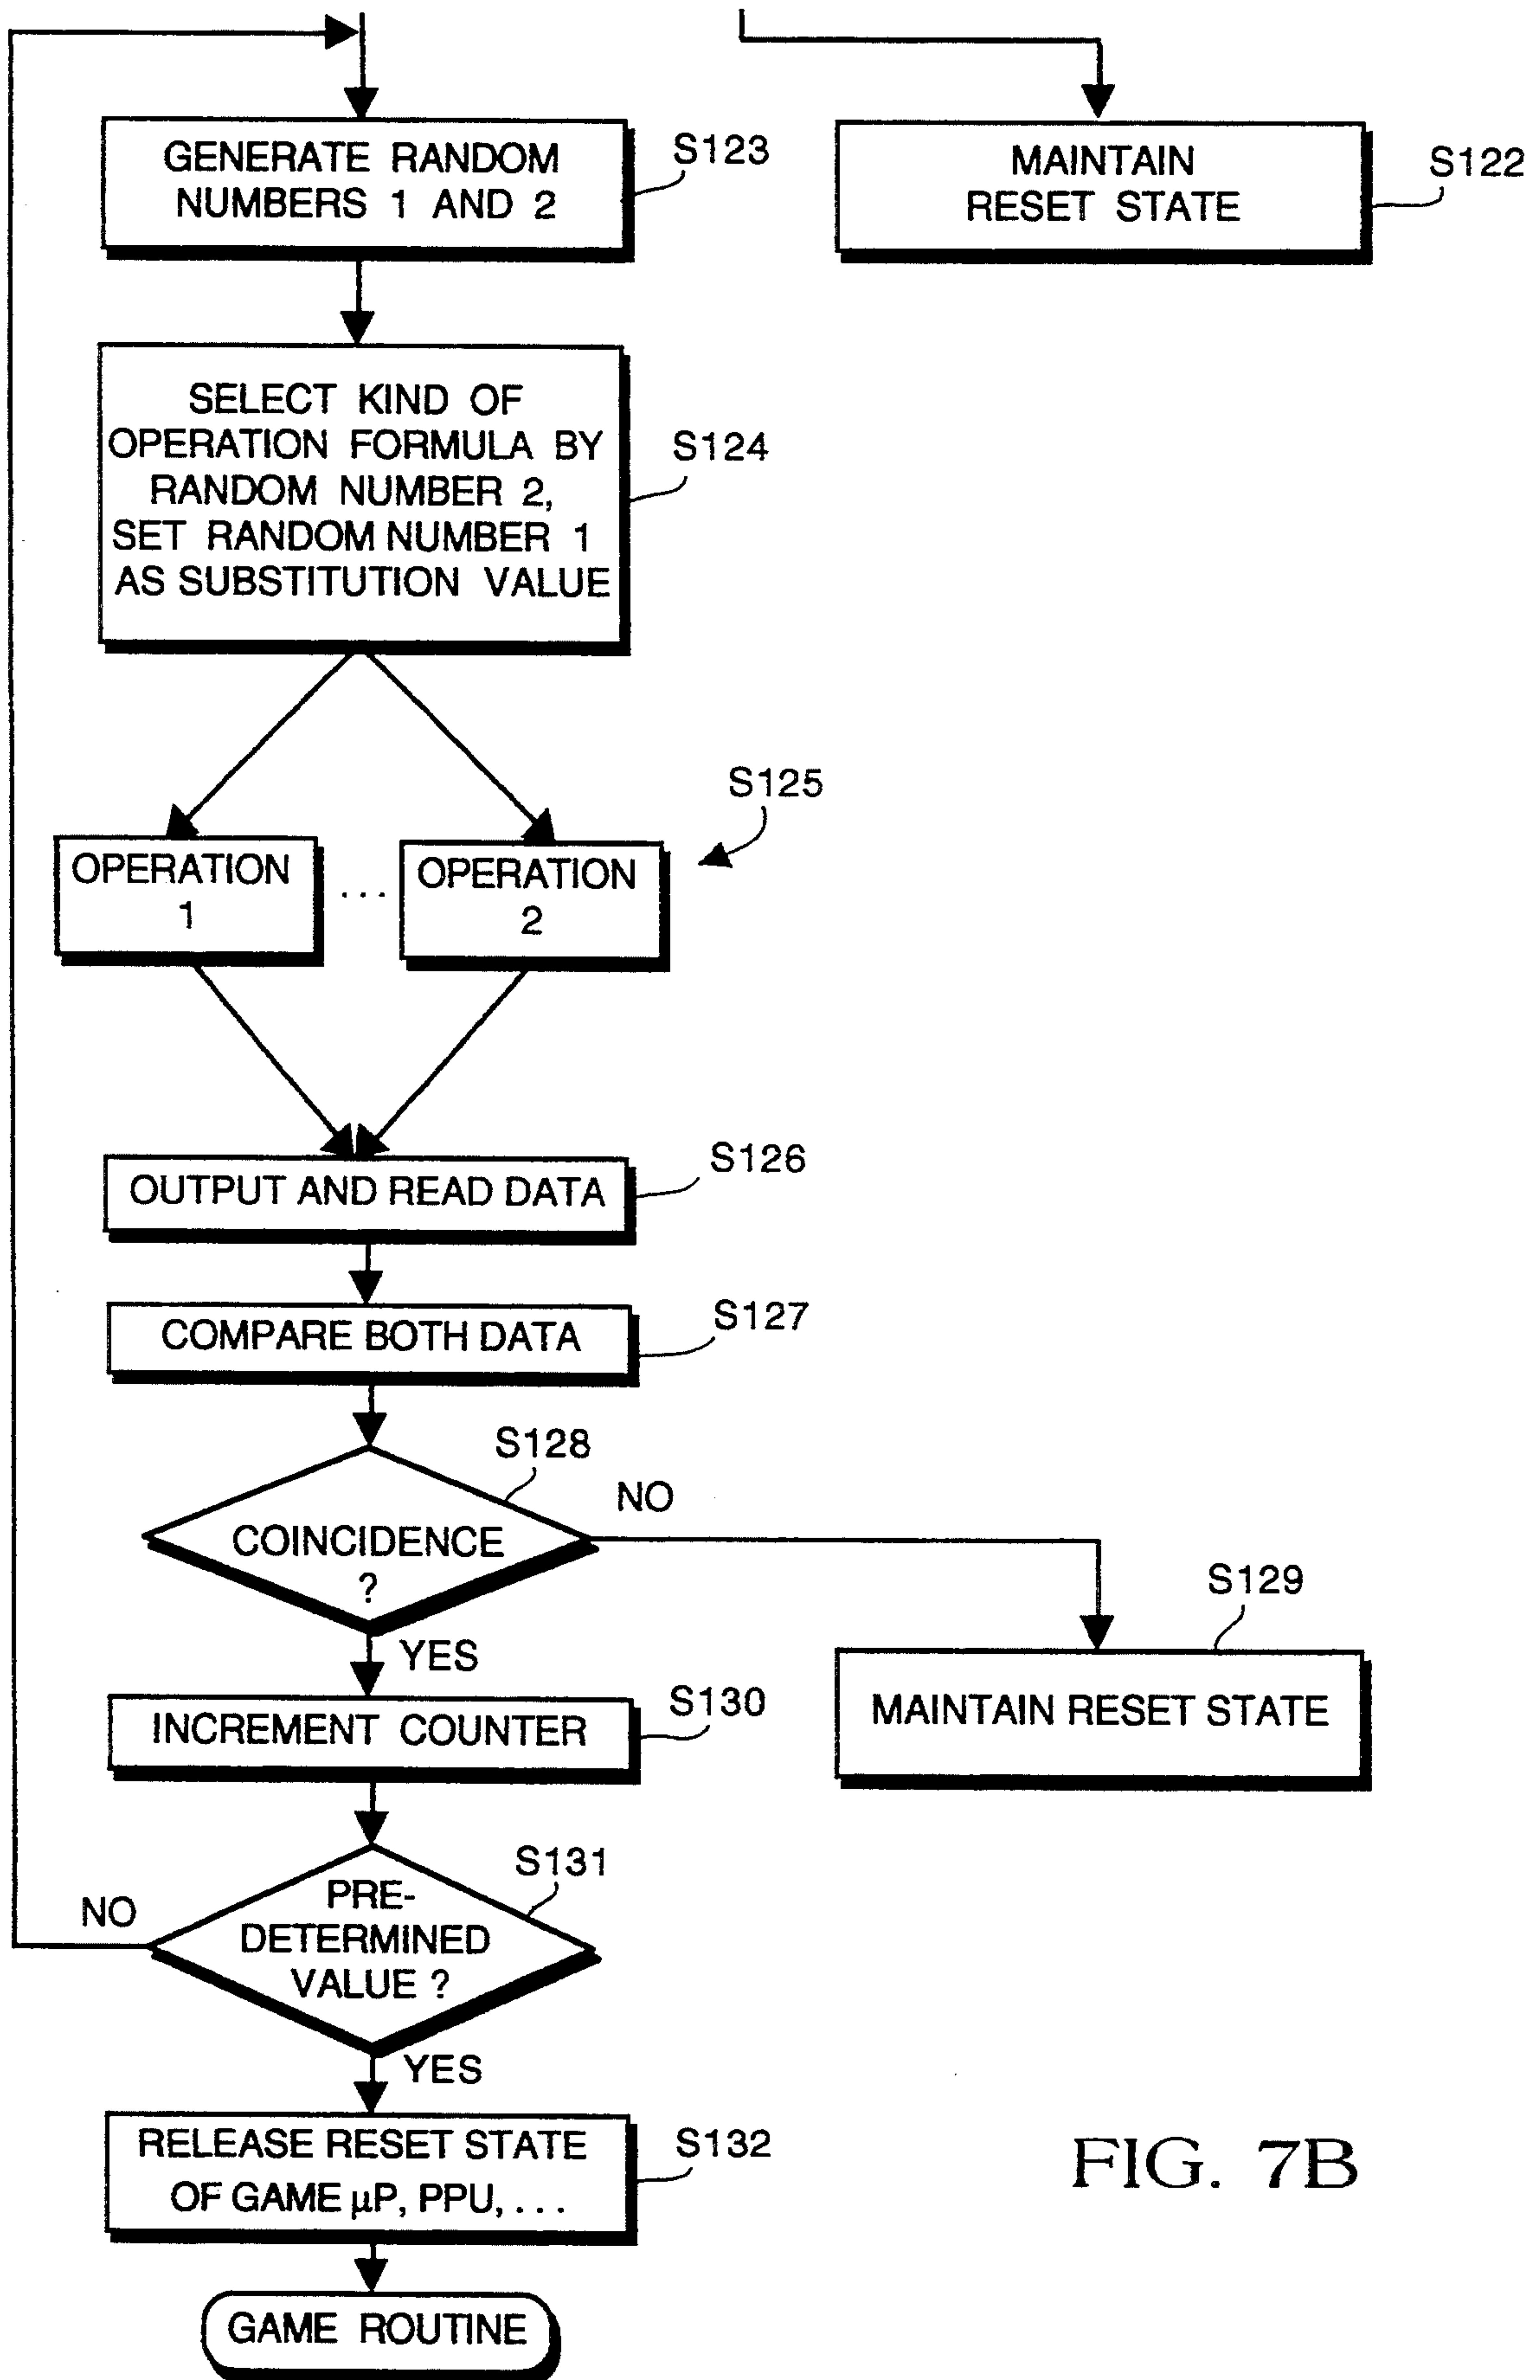 GENERATE RANDOM
NUMBERS 1 AND 2
S123
MAINTAIN
RESET STATE
S122
SELECT KIND OF
OPERATION FORMULA BY
RANDOM NUMBER 2,
SET RANDOM NUMBER 1
AS SUBSTITUTION VALUE
S124
S125
OPERATION
1
...
OPERATION
2
OUTPUT AND READ DATA
S126
COMPARE BOTH DATA
S127
S128
COINCIDENCE
?
NO
YES
S129
MAINTAIN RESET STATE
INCREMENT COUNTER
S130
S131
PRE-
DETERMINED
VALUE ?
NO
YES
RELEASE RESET STATE
OF GAME μP, PPU, ...
S132
GAME ROUTINE
FIG. 7B